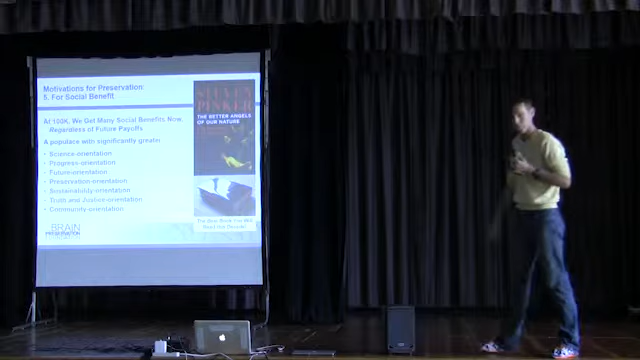 Motivations for Preservation:
5. For Social Benefit
At 100K, We Get Many Social Benefits Now,
Regardless of Future Payoffs
A populace with significantly greater:
• Science-orientation
• Progress-orientation
• Future-orientation
• Preservation-orientation
• Sustainability-orientation
• Truth and Justice-orientation
• Community-orientation
STEVEN
PINKER
THE BETTER ANGELS
OF OUR NATURE
BRAIN
PRESERVATION
FOUNDATION